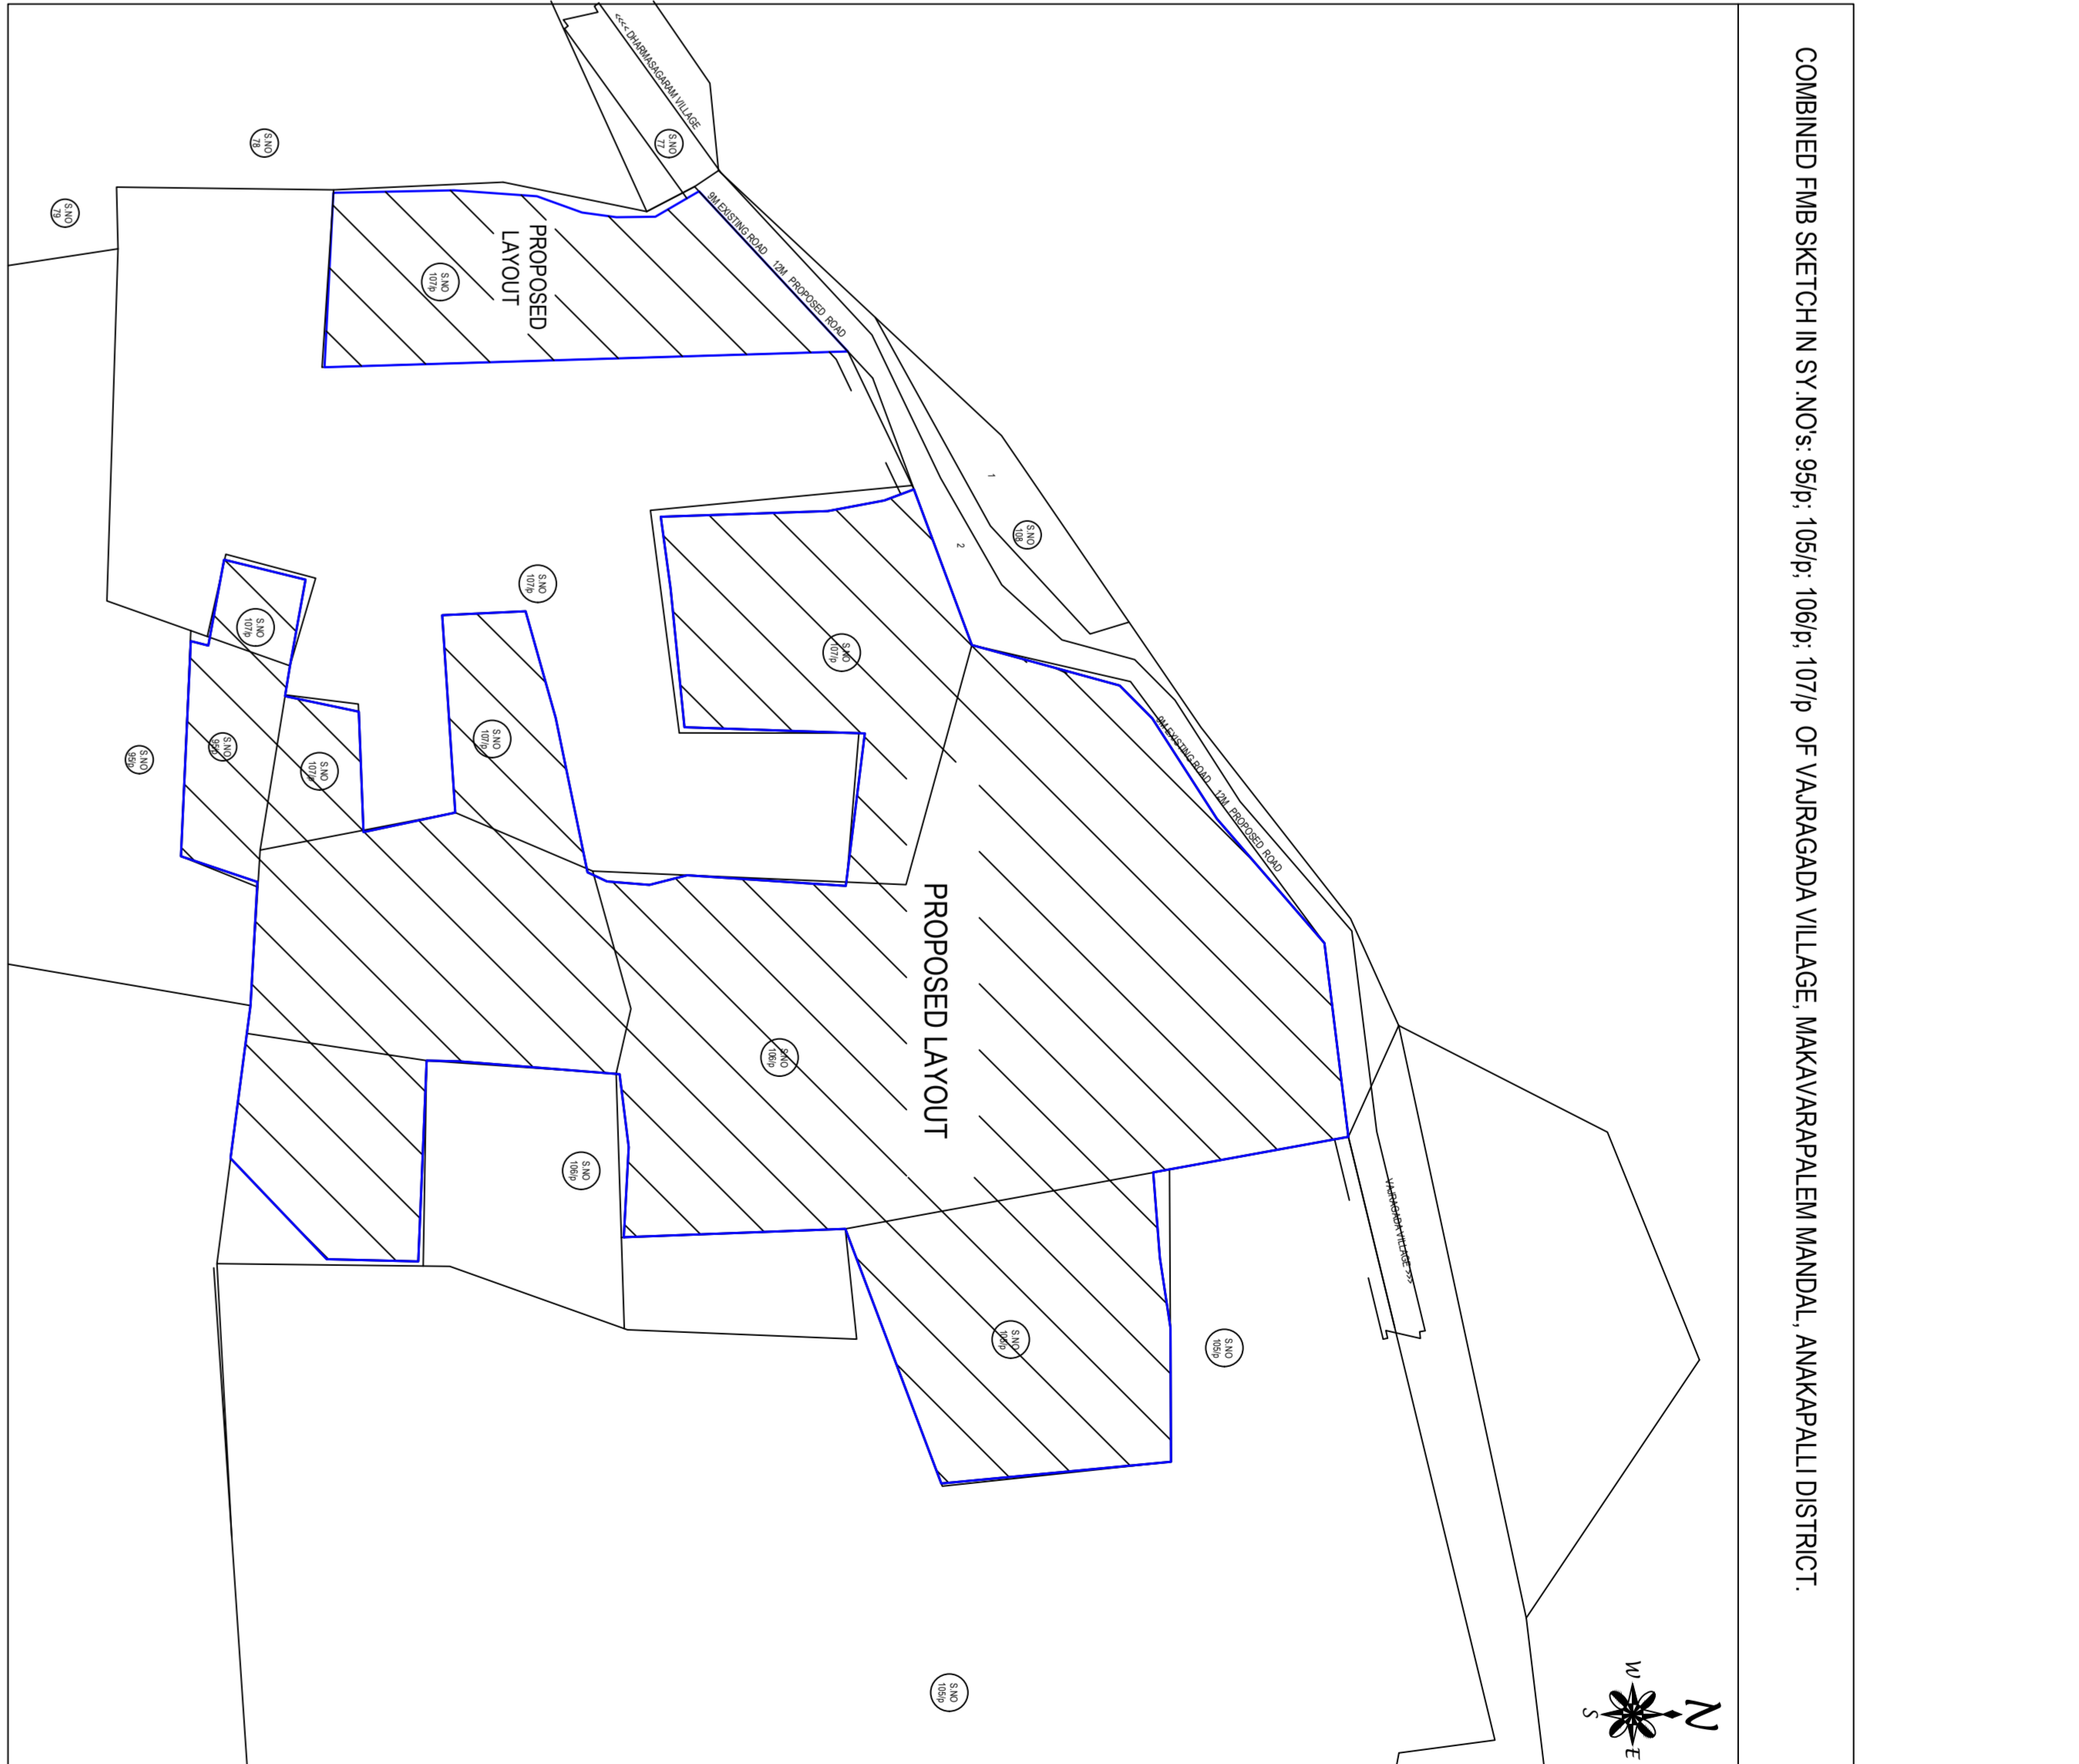 COMBINED FMB SKETCH IN SY.NO's: 95/p; 105/p; 106/p; 107/p OF VAJRAGADA VILLAGE, MAKAVARAPALEM MANDAL, ANAKAPALLI DISTRICT.
N
W
E
S
<<<< DHARMASAGARAM VILLAGE
S.NO
77
9M EXISTING ROAD
12M PROPOSED ROAD
1
S.NO
108
2
9M EXISTING ROAD
12M PROPOSED ROAD
VAJRAGADA VILLAGE >>>
S.NO
78
S.NO
79
PROPOSED
LAYOUT
S.NO
107/p
S.NO
107/p
S.NO
107/p
S.NO
107/p
S.NO
107/p
S.NO
107/p
S.NO
95/p
S.NO
95/p
PROPOSED LAYOUT
S.NO
106/p
S.NO
106/p
S.NO
105/p
S.NO
105/p
S.NO
105/p